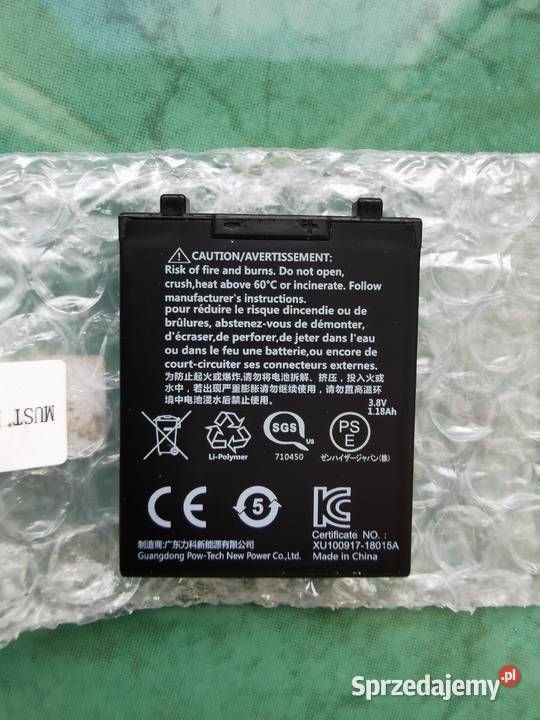 CAUTION/AVERTISSEMENT:
Risk of fire and burns. Do not open,
crush,heat above 60°C or incinerate. Follow
manufacturer's instructions.
pour réduire le risque dincendie ou de
brûlures, abstenez-vous de démonter,
d'écraser,de perforer,de jeter dans l'eau
ou dans le feu une batterie,ou encore de
court-circuiter ses connecteurs externes.
为防止起火或爆炸,请勿将电池拆解、挤压，投入火或
水中，若出现严重膨胀请勿继续使用，请勿置高温环
境中电池浸水后禁止使用。
3.8V
1.18Ah
Li-Polymer
SGS
US
710450
PS
E
ゼンハイザージャパン(株)
CE
5
Certificate NO. :
XU100917-18015A
制造商:广东力科新能源有限公司
Guangdong Pow-Tech New Power Co.,Ltd.
Made in China
MUST
Sprzedajemy.pl